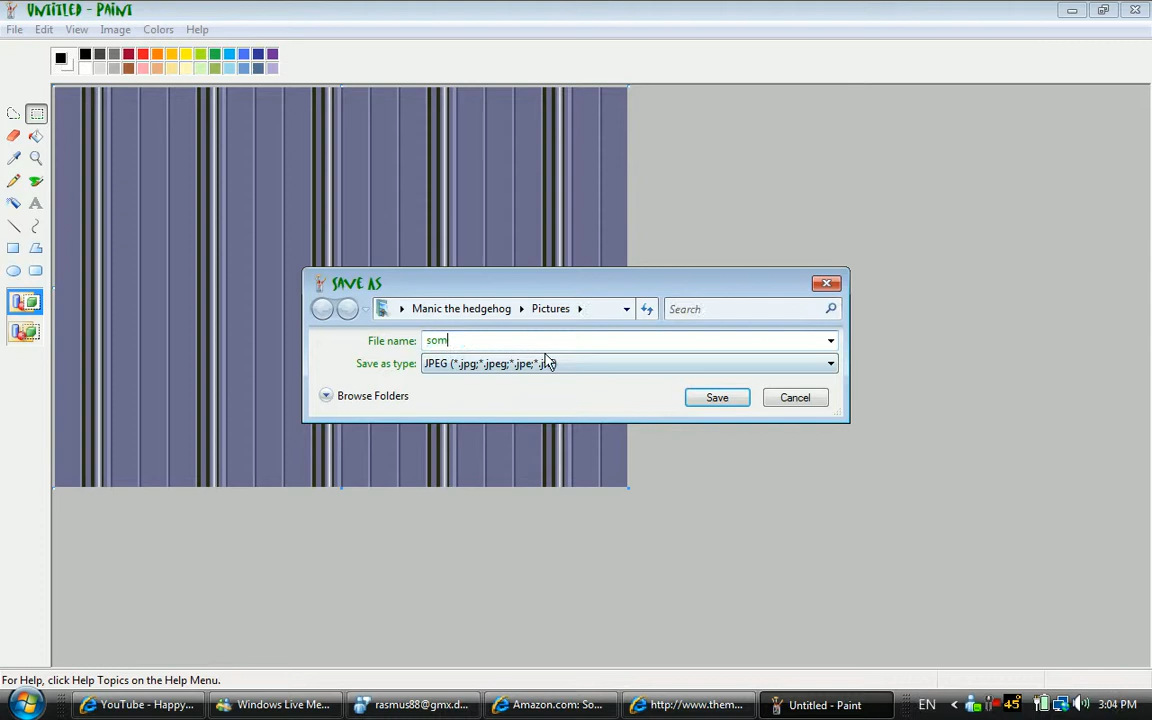 Untitled - Paint
File Edit View Image Colors Help
Save As
Manic the hedgehog Pictures Search
File name: som
Save as type: JPEG (*.jpg;*.jpeg;*.jpe;*.jfif)
Browse Folders Save Cancel
For Help, click Help Topics on the Help Menu.
YouTube - Happy... Windows Live Me... rasmus88@gmx.d... Amazon.com: So... http://www.them... Untitled - Paint EN 45 3:04 PM